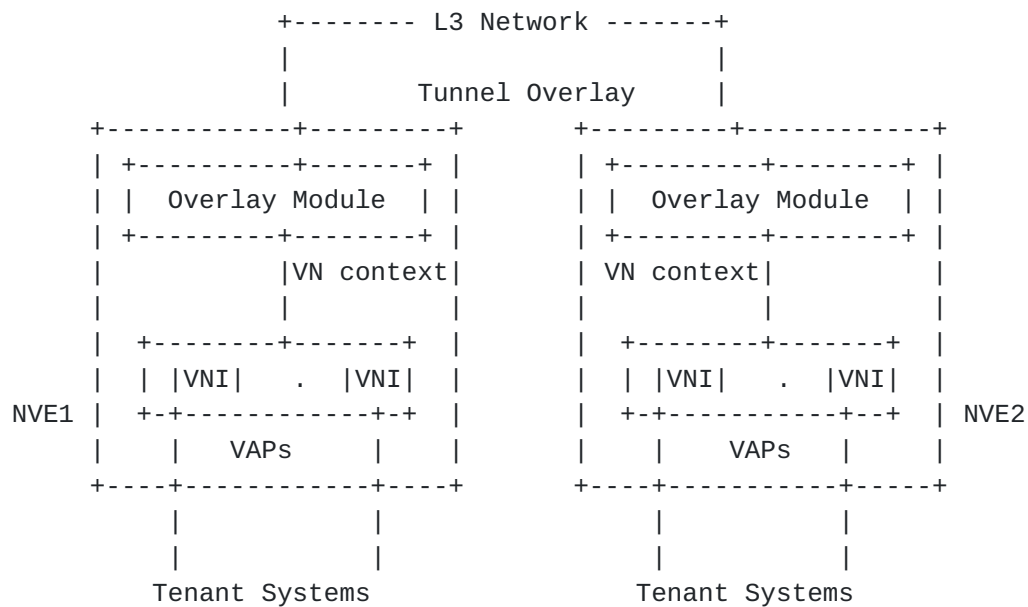 +-------- L3 Network -------+
|                           |
|        Tunnel Overlay     |
+------------+---------+       +---------+------------+
| +----------+-------+ |       | +---------+--------+ |
| |  Overlay Module  | |       | |  Overlay Module  | |
| +---------+--------+ |       | +---------+--------+ |
|           |VN context|       | VN context|          |
|           |          |       |           |          |
|  +--------+-------+  |       |  +--------+-------+  |
|  | |VNI|   .  |VNI|  |       |  | |VNI|   .  |VNI|  |
NVE1 |  +-+------------+-+  |       |  +-+-----------+--+  | NVE2
|    |   VAPs     |    |       |    |    VAPs   |     |
+----+------------+----+       +----+-----------+-----+
|            |                 |           |
|            |                 |           |
Tenant Systems                 Tenant Systems